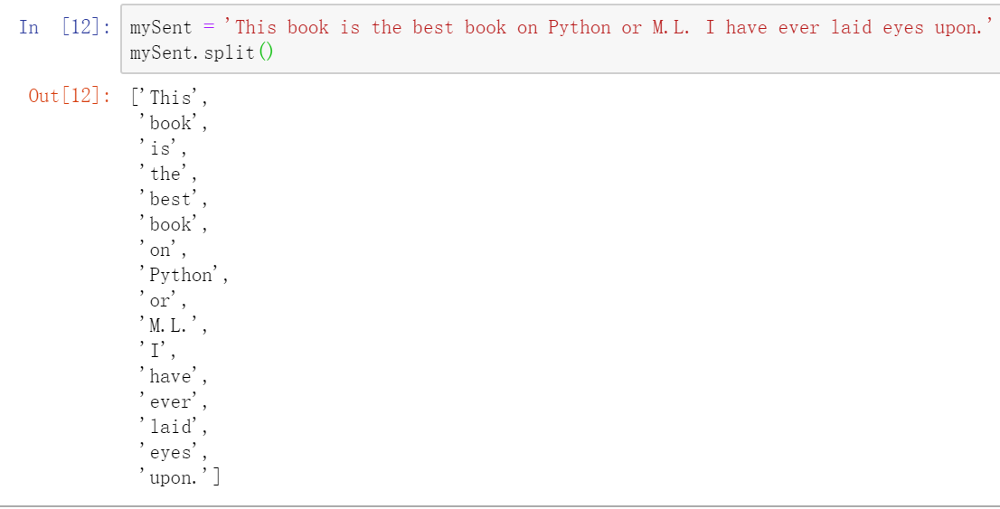 In [12]: mySent = 'This book is the best book on Python or M.L. I have ever laid eyes upon.'
mySent.split()
Out[12]: ['This',
'book',
'is',
'the',
'best',
'book',
'on',
'Python',
'or',
'M.L.',
'I',
'have',
'ever',
'laid',
'eyes',
'upon.']